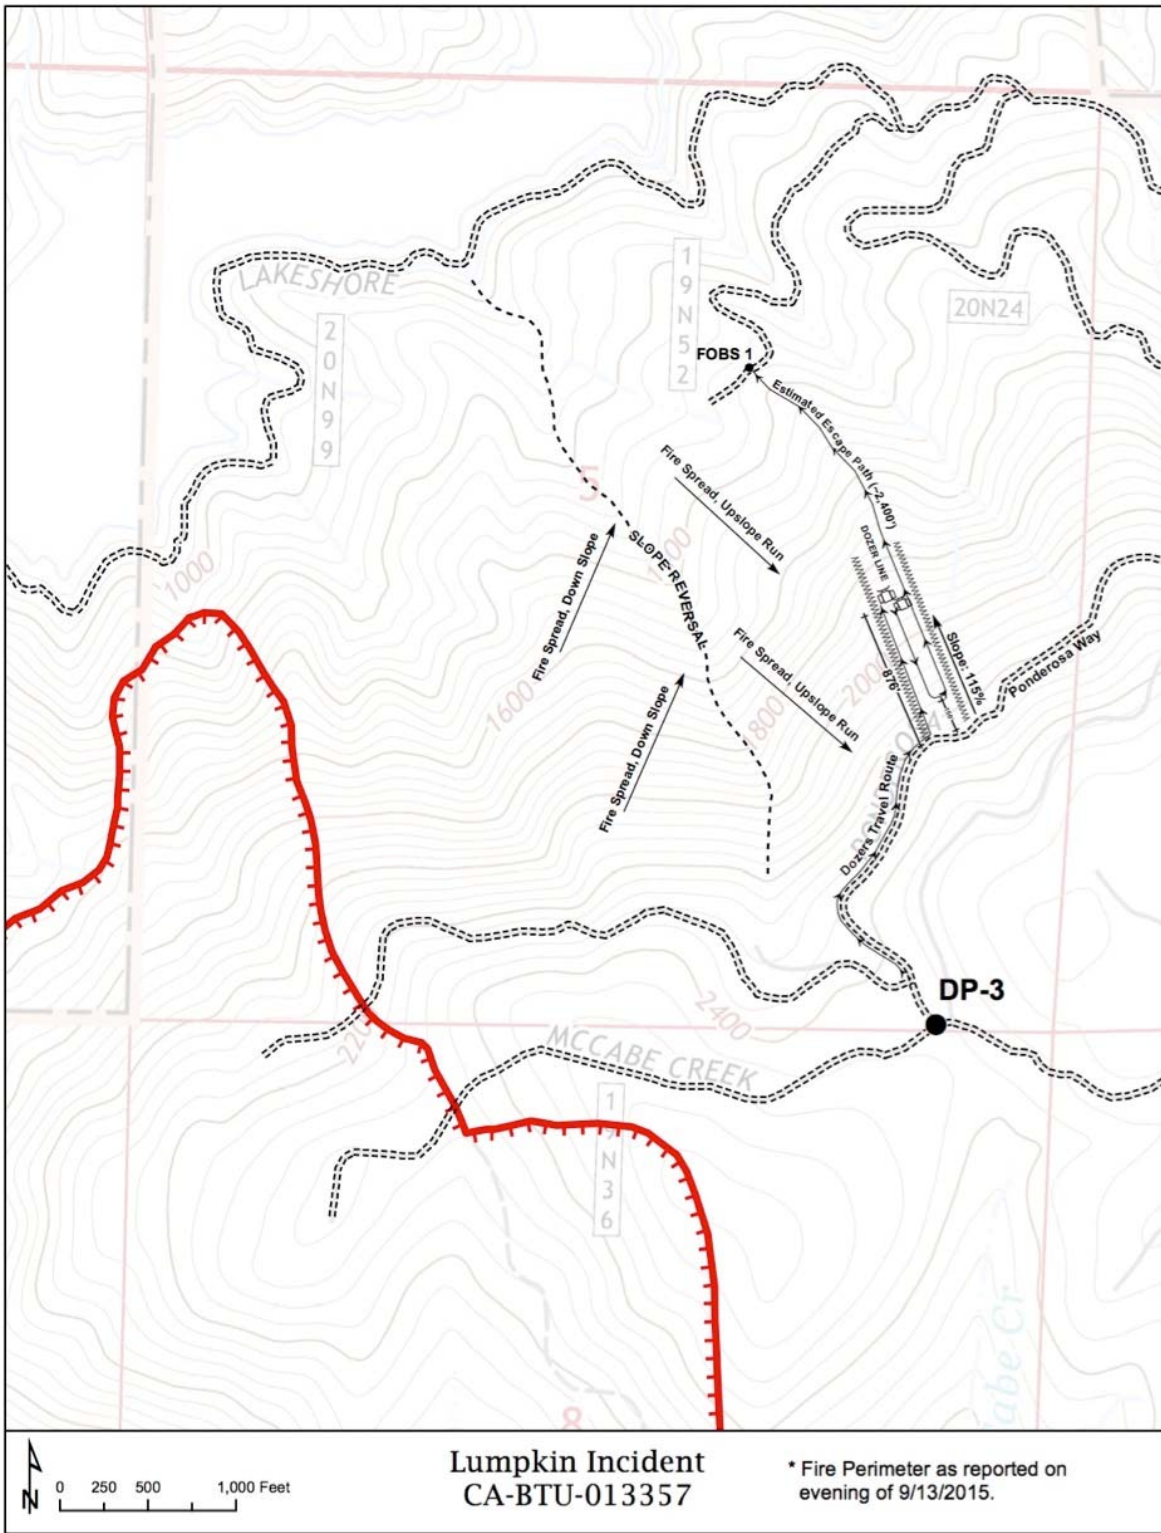 LAKESHORE
20N99
19N52
20N24
FOBS 1
Estimated Escape Path (~2,400')
5
Fire Spread, Upslope Run
DOZER LINE
SLOPE REVERSAL
1000
Fire Spread, Down Slope
Slope: 115%
876'
Ponderosa Way
Fire Spread, Upslope Run
2000
1600
1800
Fire Spread, Down Slope
Dozers Travel Route
DP-3
2200
2400
MCCABE CREEK
19N36
8
N
0 250 500 1,000 Feet
Lumpkin Incident
CA-BTU-013357
* Fire Perimeter as reported on
evening of 9/13/2015.